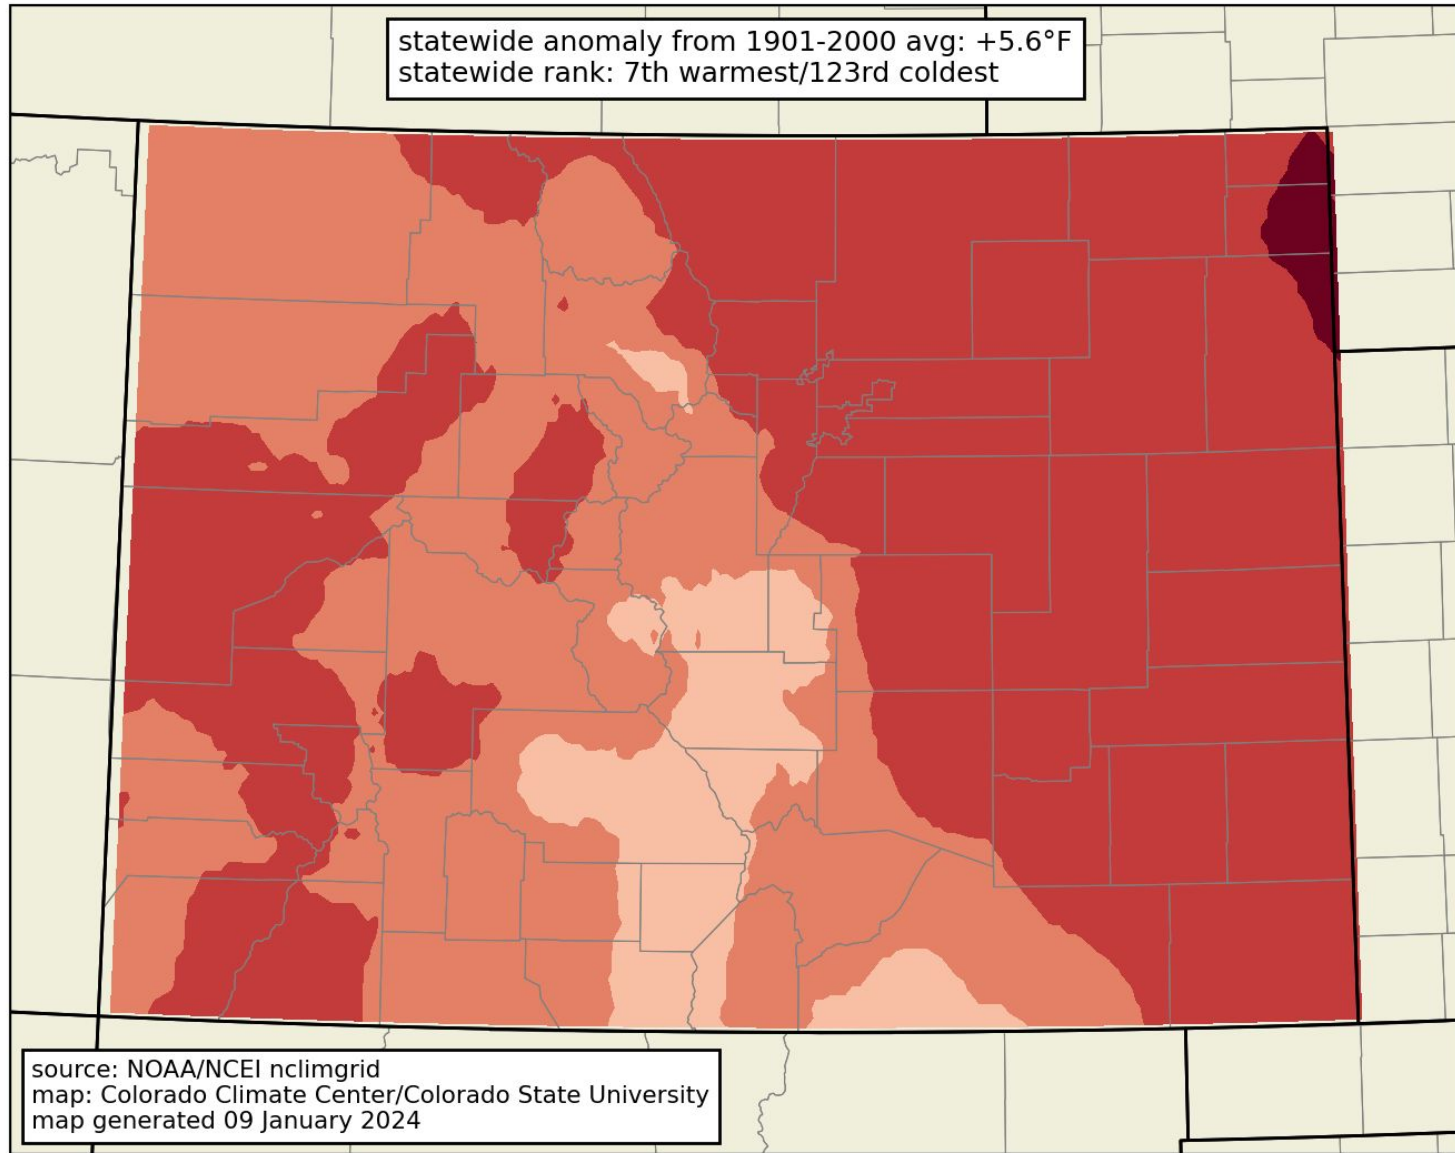 statewide anomaly from 1901-2000 avg: +5.6°F
statewide rank: 7th warmest/123rd coldest
source: NOAA/NCEI nclimgrid
map: Colorado Climate Center/Colorado State University
map generated 09 January 2024